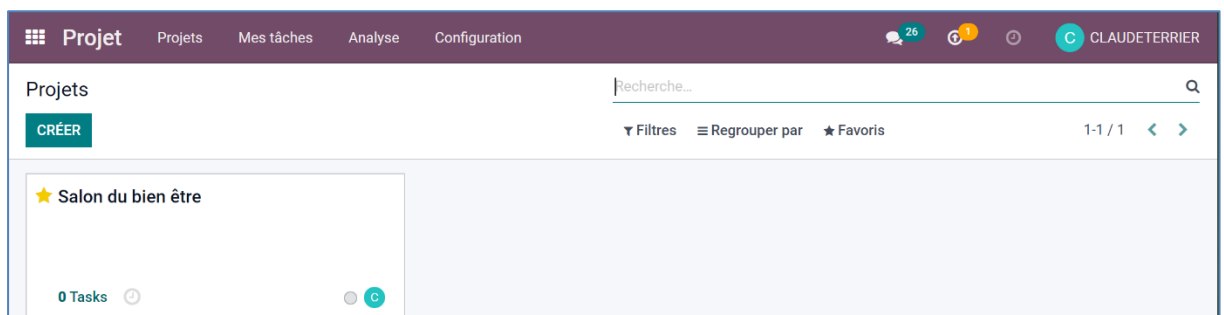 Projet Projets Mes tâches Analyse Configuration 26 1 C CLAUDETERRIER
Projets Recherche...
CRÉER Filtres Regrouper par Favoris 1-1 / 1
Salon du bien être
0 Tasks C